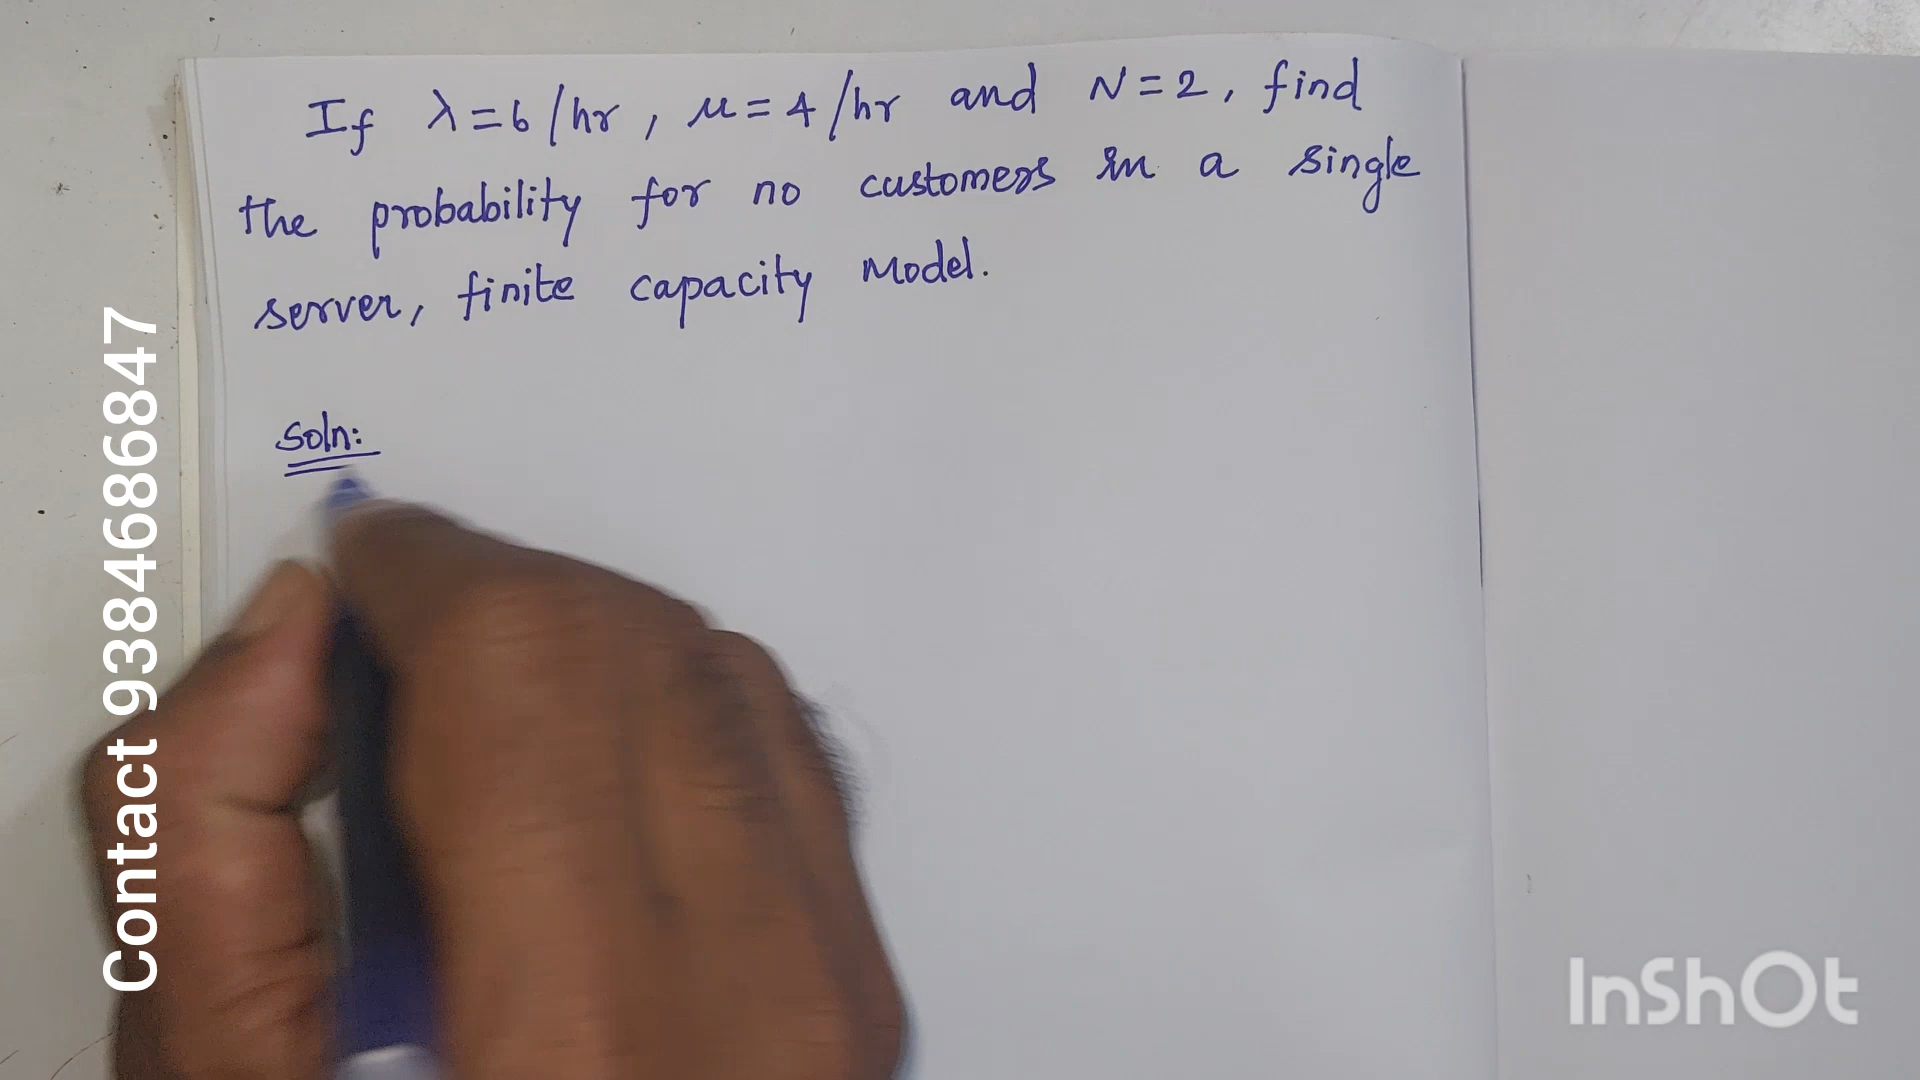 If λ=6/hr, μ=4/hr and N=2, find
the probability for no customers in a single
server, finite capacity Model.
Soln:
Contact 9384686847
InShOt